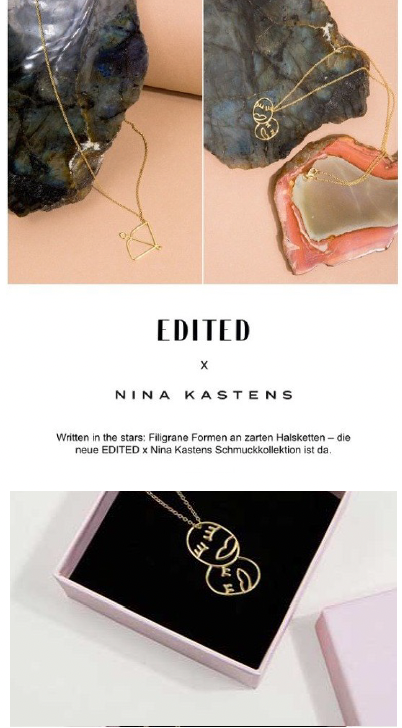 EDITED
x
NINA KASTENS
Written in the stars: Filigrane Formen an zarten Halsketten – die
neue EDITED x Nina Kastens Schmuckkollektion ist da.